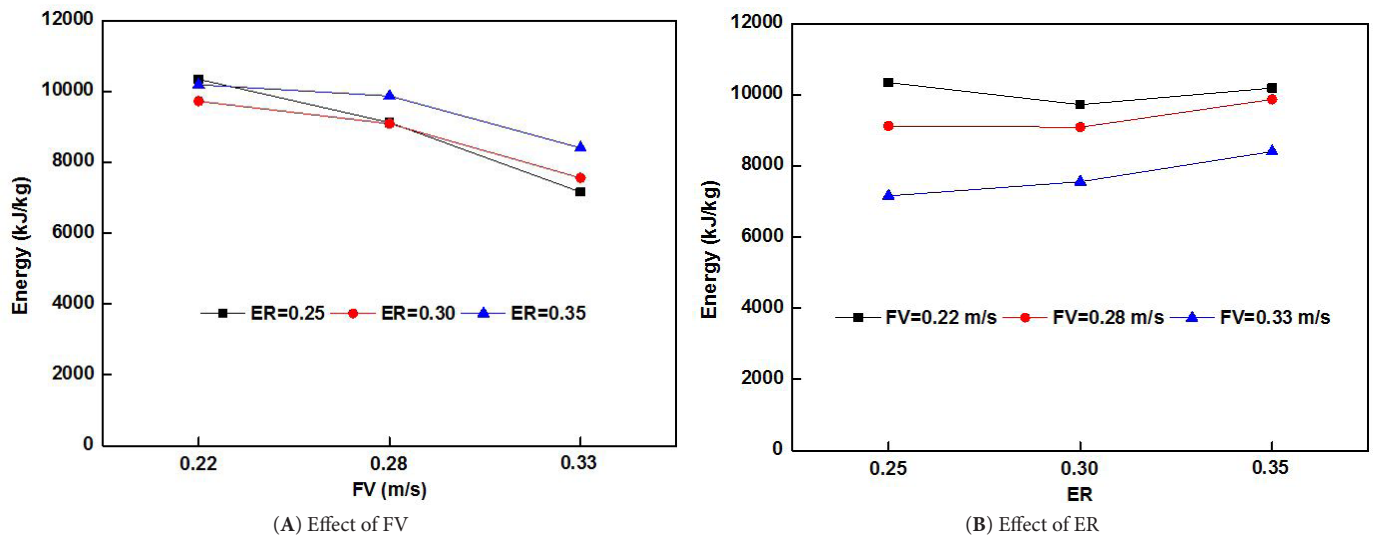 12000
10000
8000
6000
4000
2000
0
Energy (kJ/kg)
ER=0.25 ER=0.30 ER=0.35
0.22 0.28 0.33
FV (m/s)
(A) Effect of FV
12000
10000
8000
6000
4000
2000
0
Energy (kJ/kg)
FV=0.22 m/s FV=0.28 m/s FV=0.33 m/s
0.25 0.30 0.35
ER
(B) Effect of ER